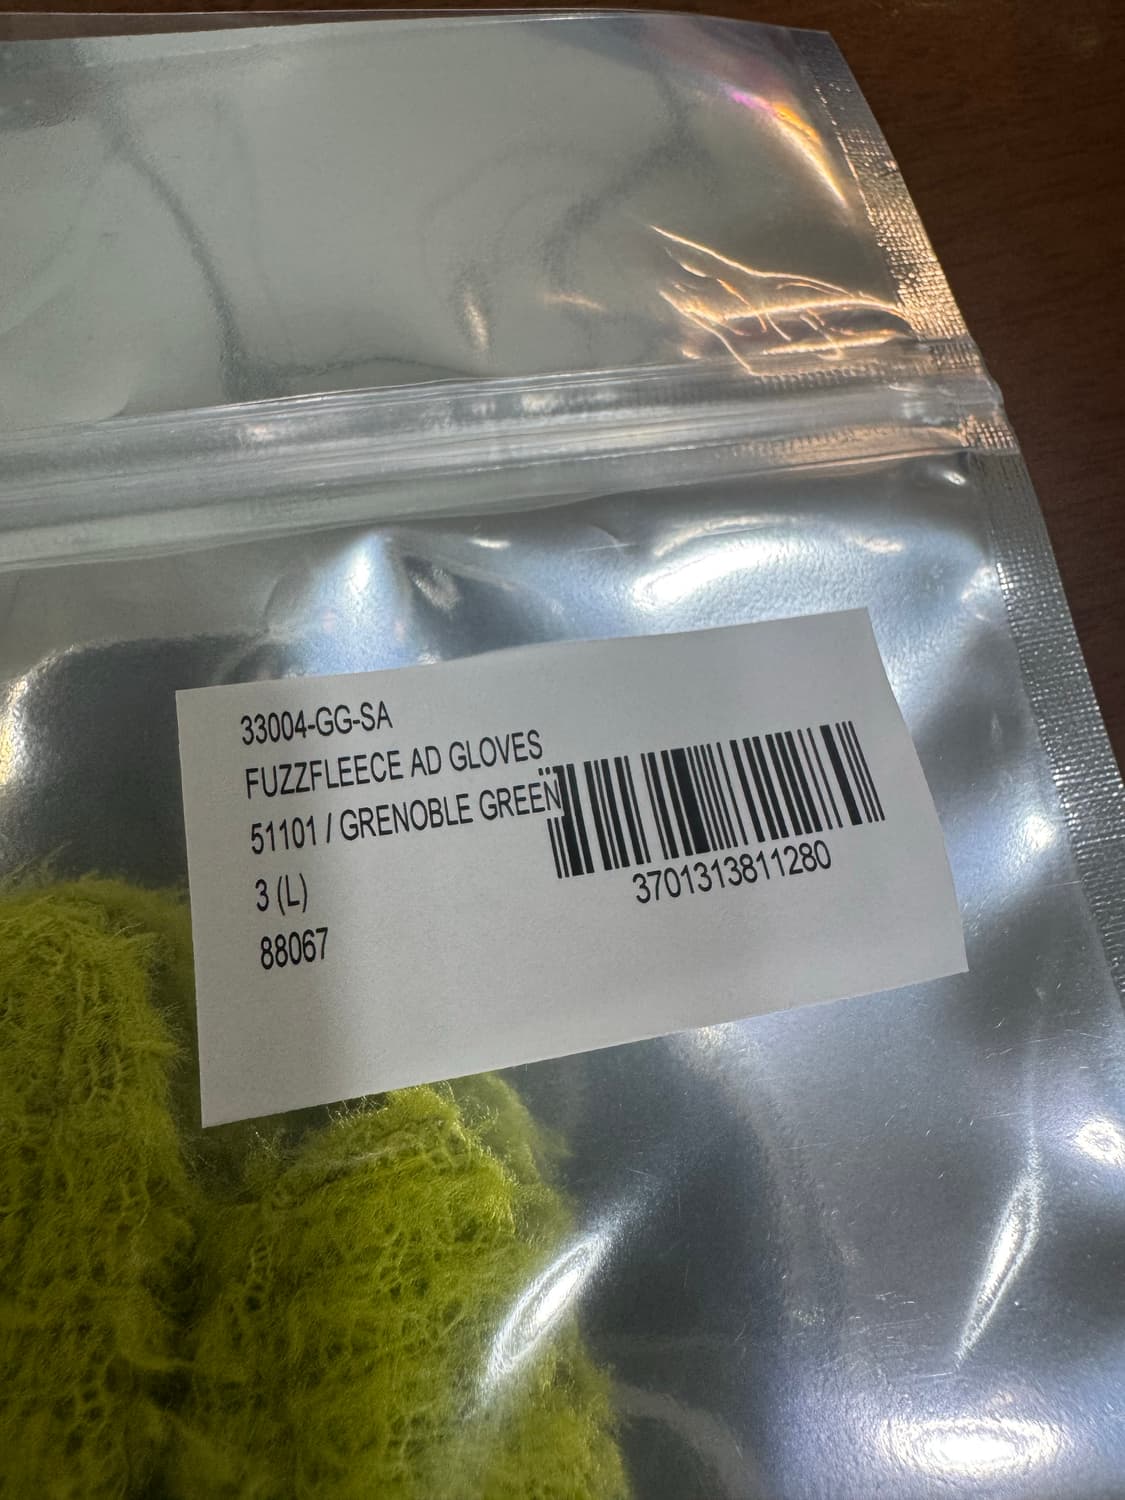 33004-GG-SA
FUZZFLEECE AD GLOVES
51101 / GRENOBLE GREEN
3 (L)
88067
3701313811280